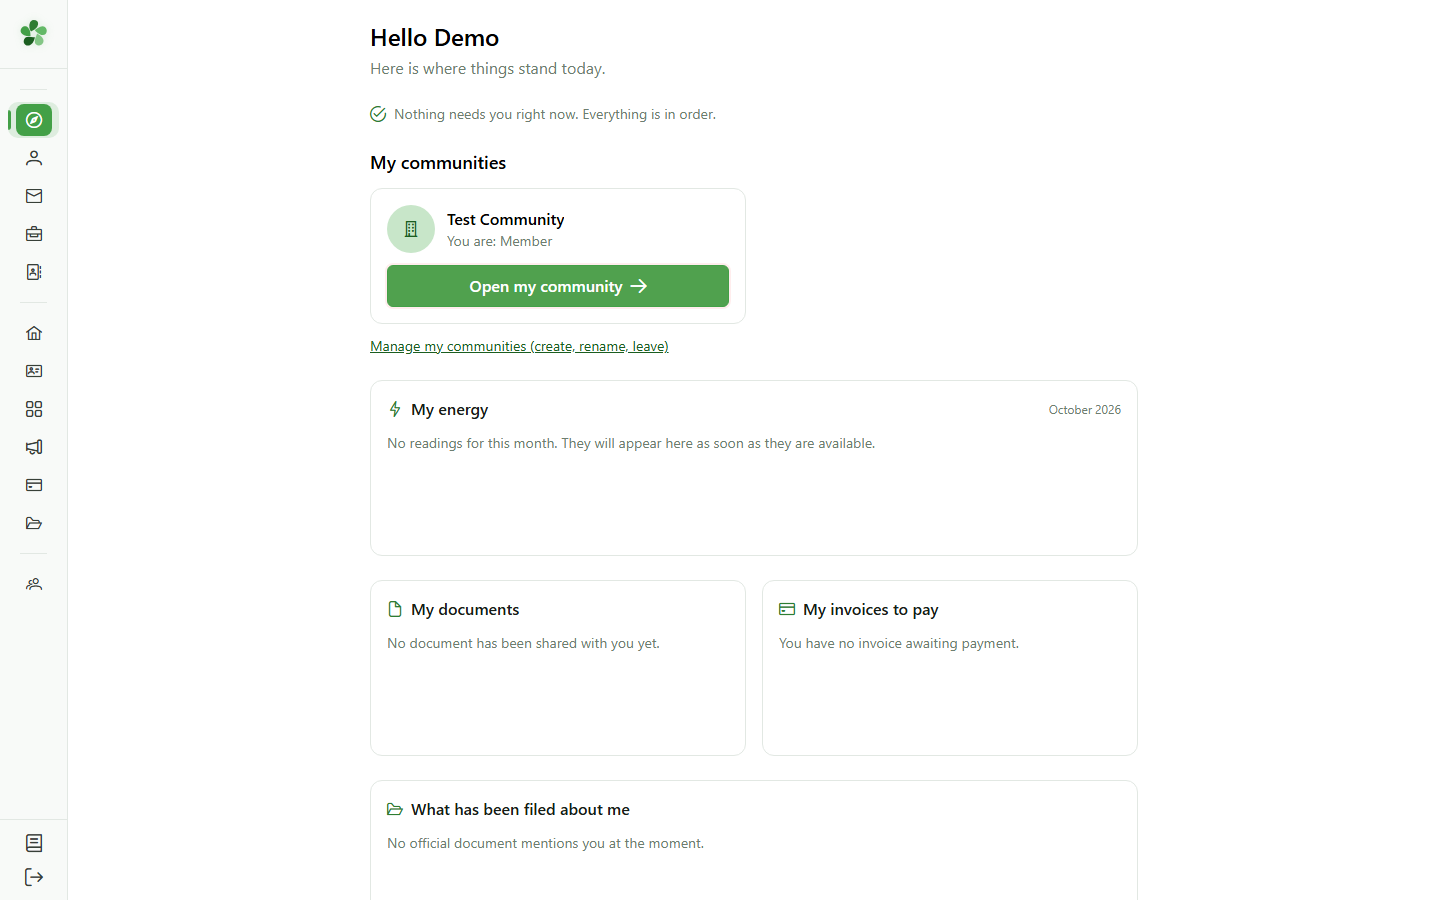 Hello Demo
Here is where things stand today.
Nothing needs you right now. Everything is in order.
My communities
Test Community
You are: Member
Open my community
Manage my communities (create, rename, leave)
My energy
October 2026
No readings for this month. They will appear here as soon as they are available.
My documents
No document has been shared with you yet.
My invoices to pay
You have no invoice awaiting payment.
What has been filed about me
No official document mentions you at the moment.